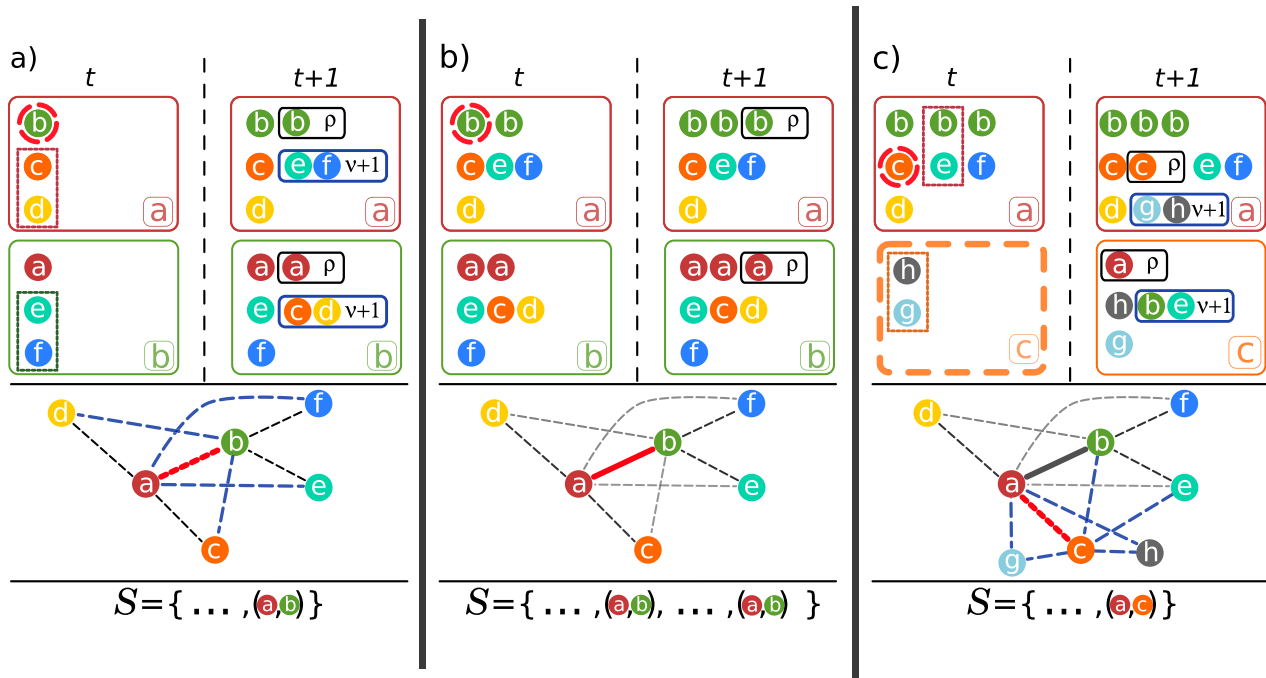 a)
t
t+1
b
c
d
a
b b ρ
c e f ν+1
d
a
a
e
f
b
a a ρ
e c d ν+1
f
b
d
f
b
a
e
c
S={ ... ,(a,b)}
b)
t
t+1
b b
c e f
d
a
b b b ρ
c e f
d
a
a a
e c d
f
b
a a a ρ
e c d
f
b
d
f
b
a
e
c
S={ ... ,(a,b), ... ,(a,b) }
c)
t
t+1
b b b
c e f
d
a
b b b
c c ρ e f
d g h ν+1 a
h
g
c
a ρ
h b e ν+1
g
c
d
f
b
a
e
c
h
g
S={ ... ,(a,c)}